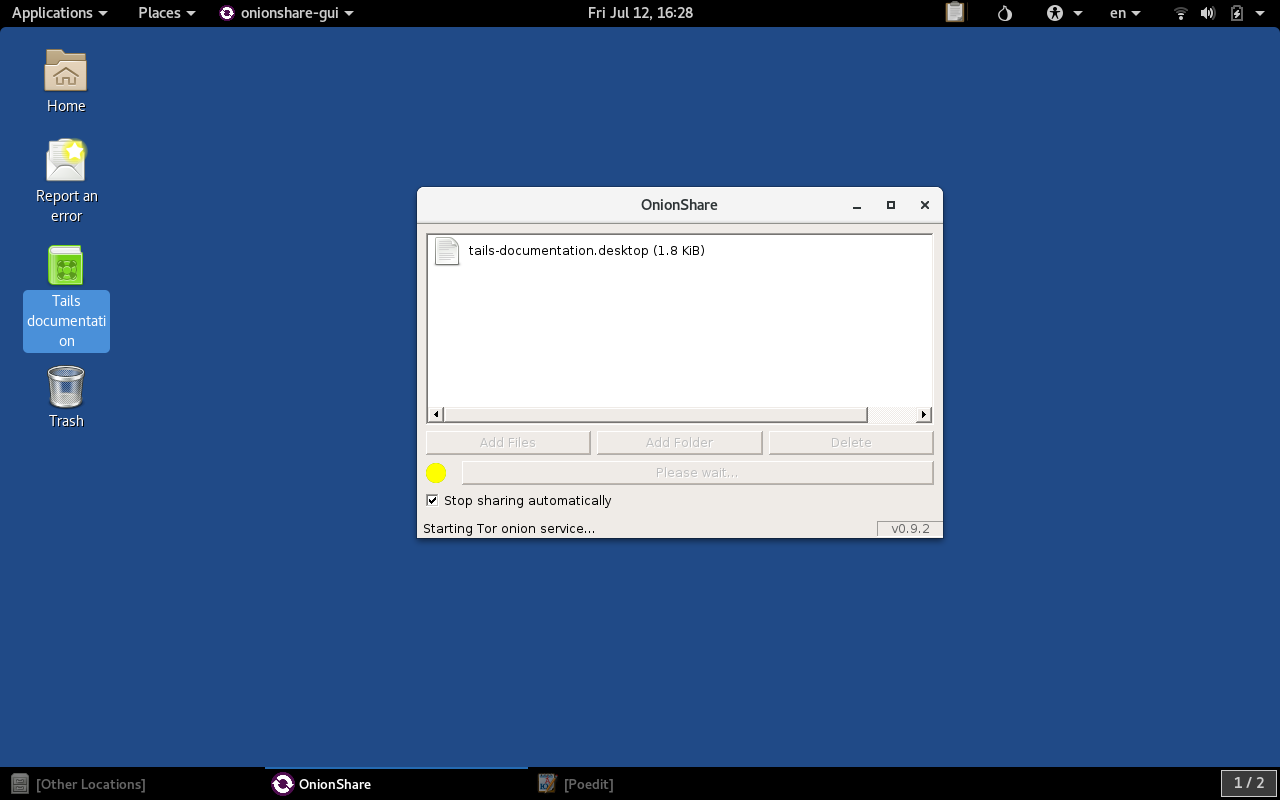 Applications Places onionshare-gui Fri Jul 12, 16:28 en
Home
Report an
error
Tails
documentati
on
Trash
OnionShare
tails-documentation.desktop (1.8 KiB)
Add Files Add Folder Delete
Please wait...
Stop sharing automatically
Starting Tor onion service... v0.9.2
[Other Locations] OnionShare [Poedit] 1 / 2